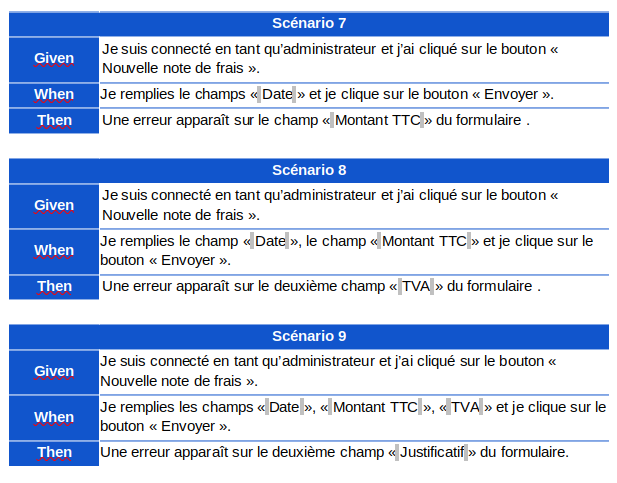 Scénario 7
Given
Je suis connecté en tant qu'administrateur et j'ai cliqué sur le bouton «
Nouvelle note de frais ».
When
Je remplies le champs « Date » et je clique sur le bouton « Envoyer ».
Then
Une erreur apparaît sur le champ « Montant TTC » du formulaire .
Scénario 8
Given
Je suis connecté en tant qu'administrateur et j'ai cliqué sur le bouton «
Nouvelle note de frais ».
When
Je remplies le champ « Date », le champ « Montant TTC » et je clique sur le
bouton « Envoyer ».
Then
Une erreur apparaît sur le deuxième champ « TVA » du formulaire .
Scénario 9
Given
Je suis connecté en tant qu'administrateur et j'ai cliqué sur le bouton «
Nouvelle note de frais ».
When
Je remplies les champs « Date », « Montant TTC », « TVA » et je clique sur le
bouton « Envoyer ».
Then
Une erreur apparaît sur le deuxième champ « Justificatif » du formulaire.